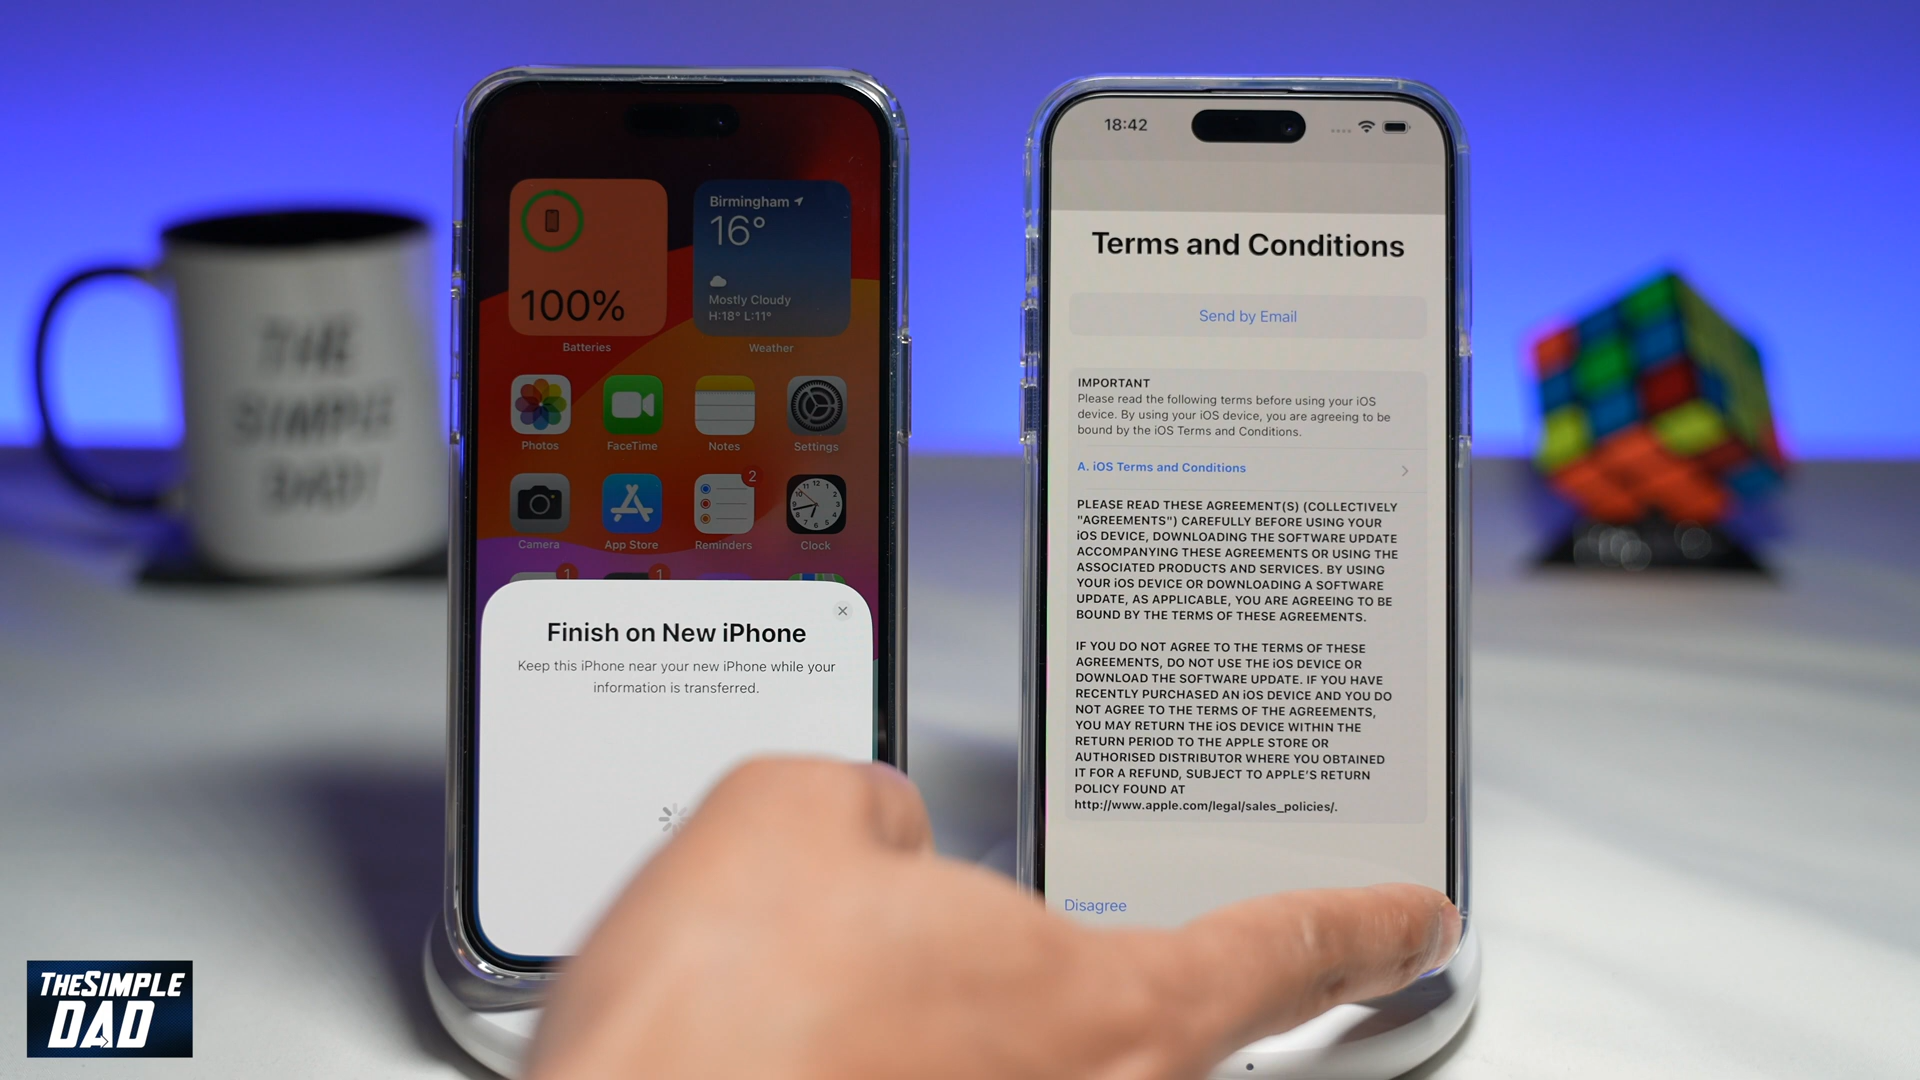 THE
SIMPLE
DAD
Birmingham
16°
Mostly Cloudy
H:18° L:11°
100%
Batteries
Weather
Photos
FaceTime
Notes
Settings
2
Camera
App Store
Reminders
Clock
1
1
Finish on New iPhone
Keep this iPhone near your new iPhone while your
information is transferred.
18:42
Terms and Conditions
Send by Email
IMPORTANT
Please read the following terms before using your iOS
device. By using your iOS device, you are agreeing to be
bound by the iOS Terms and Conditions.
A. iOS Terms and Conditions
PLEASE READ THESE AGREEMENT(S) (COLLECTIVELY
"AGREEMENTS") CAREFULLY BEFORE USING YOUR
iOS DEVICE, DOWNLOADING THE SOFTWARE UPDATE
ACCOMPANYING THESE AGREEMENTS OR USING THE
ASSOCIATED PRODUCTS AND SERVICES. BY USING
YOUR iOS DEVICE OR DOWNLOADING A SOFTWARE
UPDATE, AS APPLICABLE, YOU ARE AGREEING TO BE
BOUND BY THE TERMS OF THESE AGREEMENTS.
IF YOU DO NOT AGREE TO THE TERMS OF THESE
AGREEMENTS, DO NOT USE THE iOS DEVICE OR
DOWNLOAD THE SOFTWARE UPDATE. IF YOU HAVE
RECENTLY PURCHASED AN iOS DEVICE AND YOU DO
NOT AGREE TO THE TERMS OF THE AGREEMENTS,
YOU MAY RETURN THE iOS DEVICE WITHIN THE
RETURN PERIOD TO THE APPLE STORE OR
AUTHORISED DISTRIBUTOR WHERE YOU OBTAINED
IT FOR A REFUND, SUBJECT TO APPLE'S RETURN
POLICY FOUND AT
http://www.apple.com/legal/sales_policies/.
Disagree
THESIMPLE
DAD